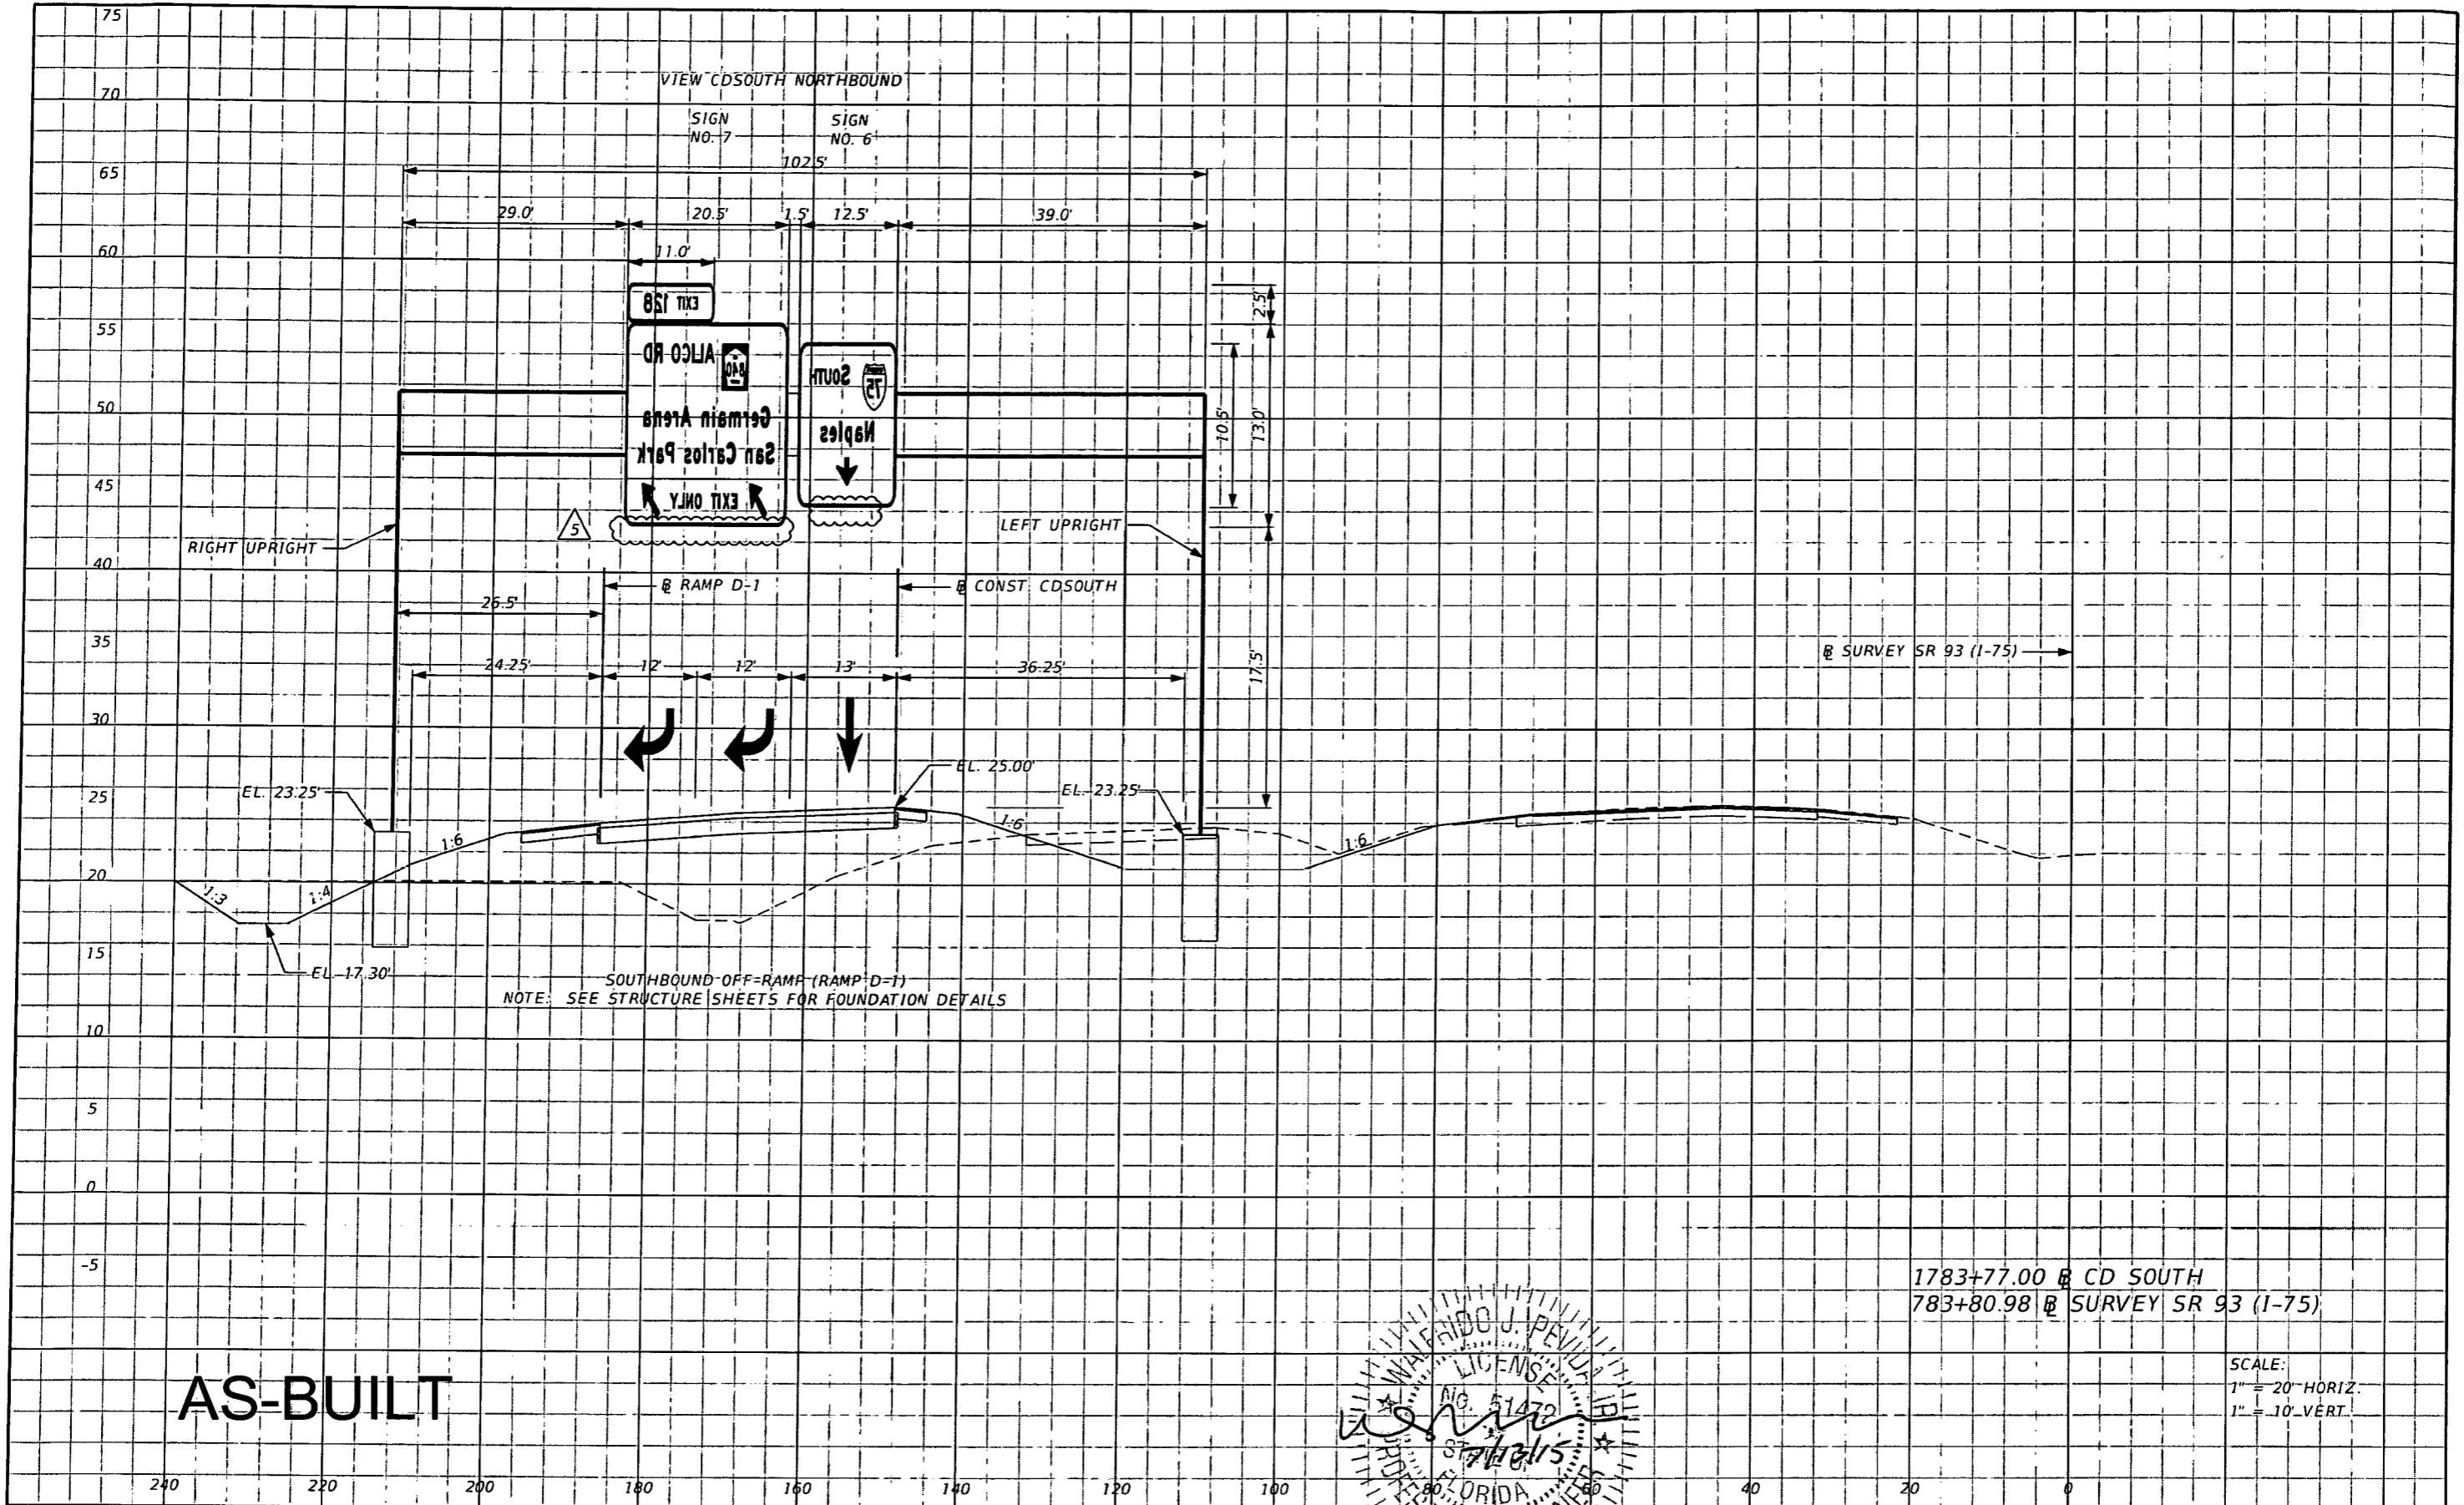 75
70
65
60
55
50
45
40
35
30
25
20
15
10
5
0
-5
VIEW CDSOUTH NORTHBOUND
SIGN
NO. 7
SIGN
NO. 6
102.5'
29.0'
20.5'
1.5'
12.5'
39.0'
11.0'
EXIT 128
ALICO RD
840
Germain Arena
San Carlos Park
EXIT ONLY
SOUTH
75
Naples
2.5'
10.5'
13.0'
17.5'
5
RIGHT UPRIGHT
LEFT UPRIGHT
℄ RAMP D-1
℄ CONST. CDSOUTH
26.5'
24.25'
12'
12'
13'
36.25'
℄ SURVEY SR 93 (I-75)
EL. 25.00'
EL. 23.25'
EL. 23.25'
1:6
1:6
1:6
1:3
1:4
EL. 17.30'
SOUTHBOUND OFF-RAMP (RAMP D-1)
NOTE: SEE STRUCTURE SHEETS FOR FOUNDATION DETAILS
1783+77.00 ℄ CD SOUTH
783+80.98 ℄ SURVEY SR 93 (I-75)
SCALE:
1" = 20' HORIZ.
1" = 10' VERT.
AS-BUILT
LICENSE
NO. 51472
7/13/15
FLORIDA
240
220
200
180
160
140
120
100
80
60
40
20
0